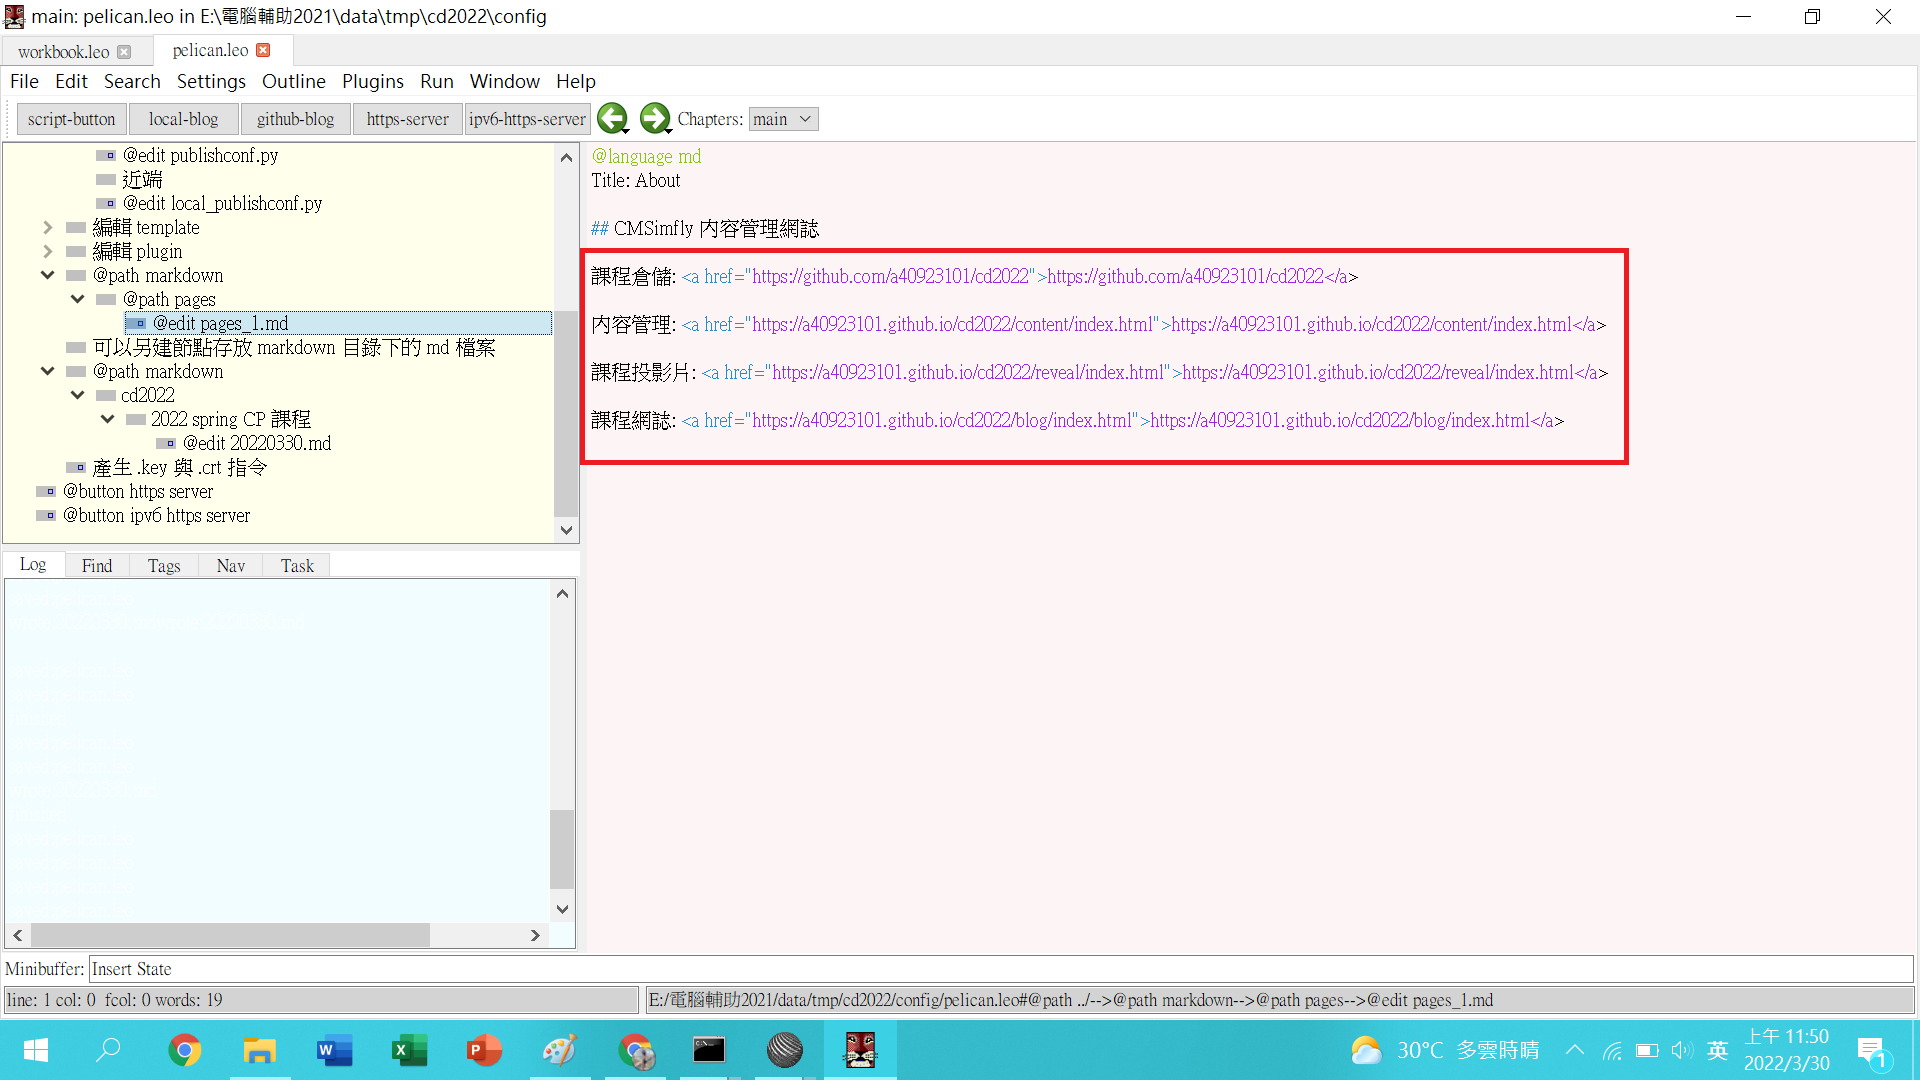 main: pelican.leo in E:\電腦輔助2021\data\tmp\cd2022\config
workbook.leo
pelican.leo
File Edit Search Settings Outline Plugins Run Window Help
script-button local-blog github-blog https-server ipv6-https-server Chapters: main
@edit publishconf.py
近端
@edit local_publishconf.py
編輯 template
編輯 plugin
@path markdown
@path pages
@edit pages_1.md
可以另建節點存放 markdown 目錄下的 md 檔案
@path markdown
cd2022
2022 spring CP 課程
@edit 20220330.md
產生 .key 與 .crt 指令
@button https server
@button ipv6 https server
@language md
Title: About
## CMSimfly 內容管理網誌
課程倉儲: <a href="https://github.com/a40923101/cd2022">https://github.com/a40923101/cd2022</a>
內容管理: <a href="https://a40923101.github.io/cd2022/content/index.html">https://a40923101.github.io/cd2022/content/index.html</a>
課程投影片: <a href="https://a40923101.github.io/cd2022/reveal/index.html">https://a40923101.github.io/cd2022/reveal/index.html</a>
課程網誌: <a href="https://a40923101.github.io/cd2022/blog/index.html">https://a40923101.github.io/cd2022/blog/index.html</a>
Log Find Tags Nav Task
Minibuffer: Insert State
line: 1 col: 0 fcol: 0 words: 19
E:/電腦輔助2021/data/tmp/cd2022/config/pelican.leo#@path ../-->@path markdown-->@path pages-->@edit pages_1.md
30°C 多雲時晴
英
上午 11:50
2022/3/30
1